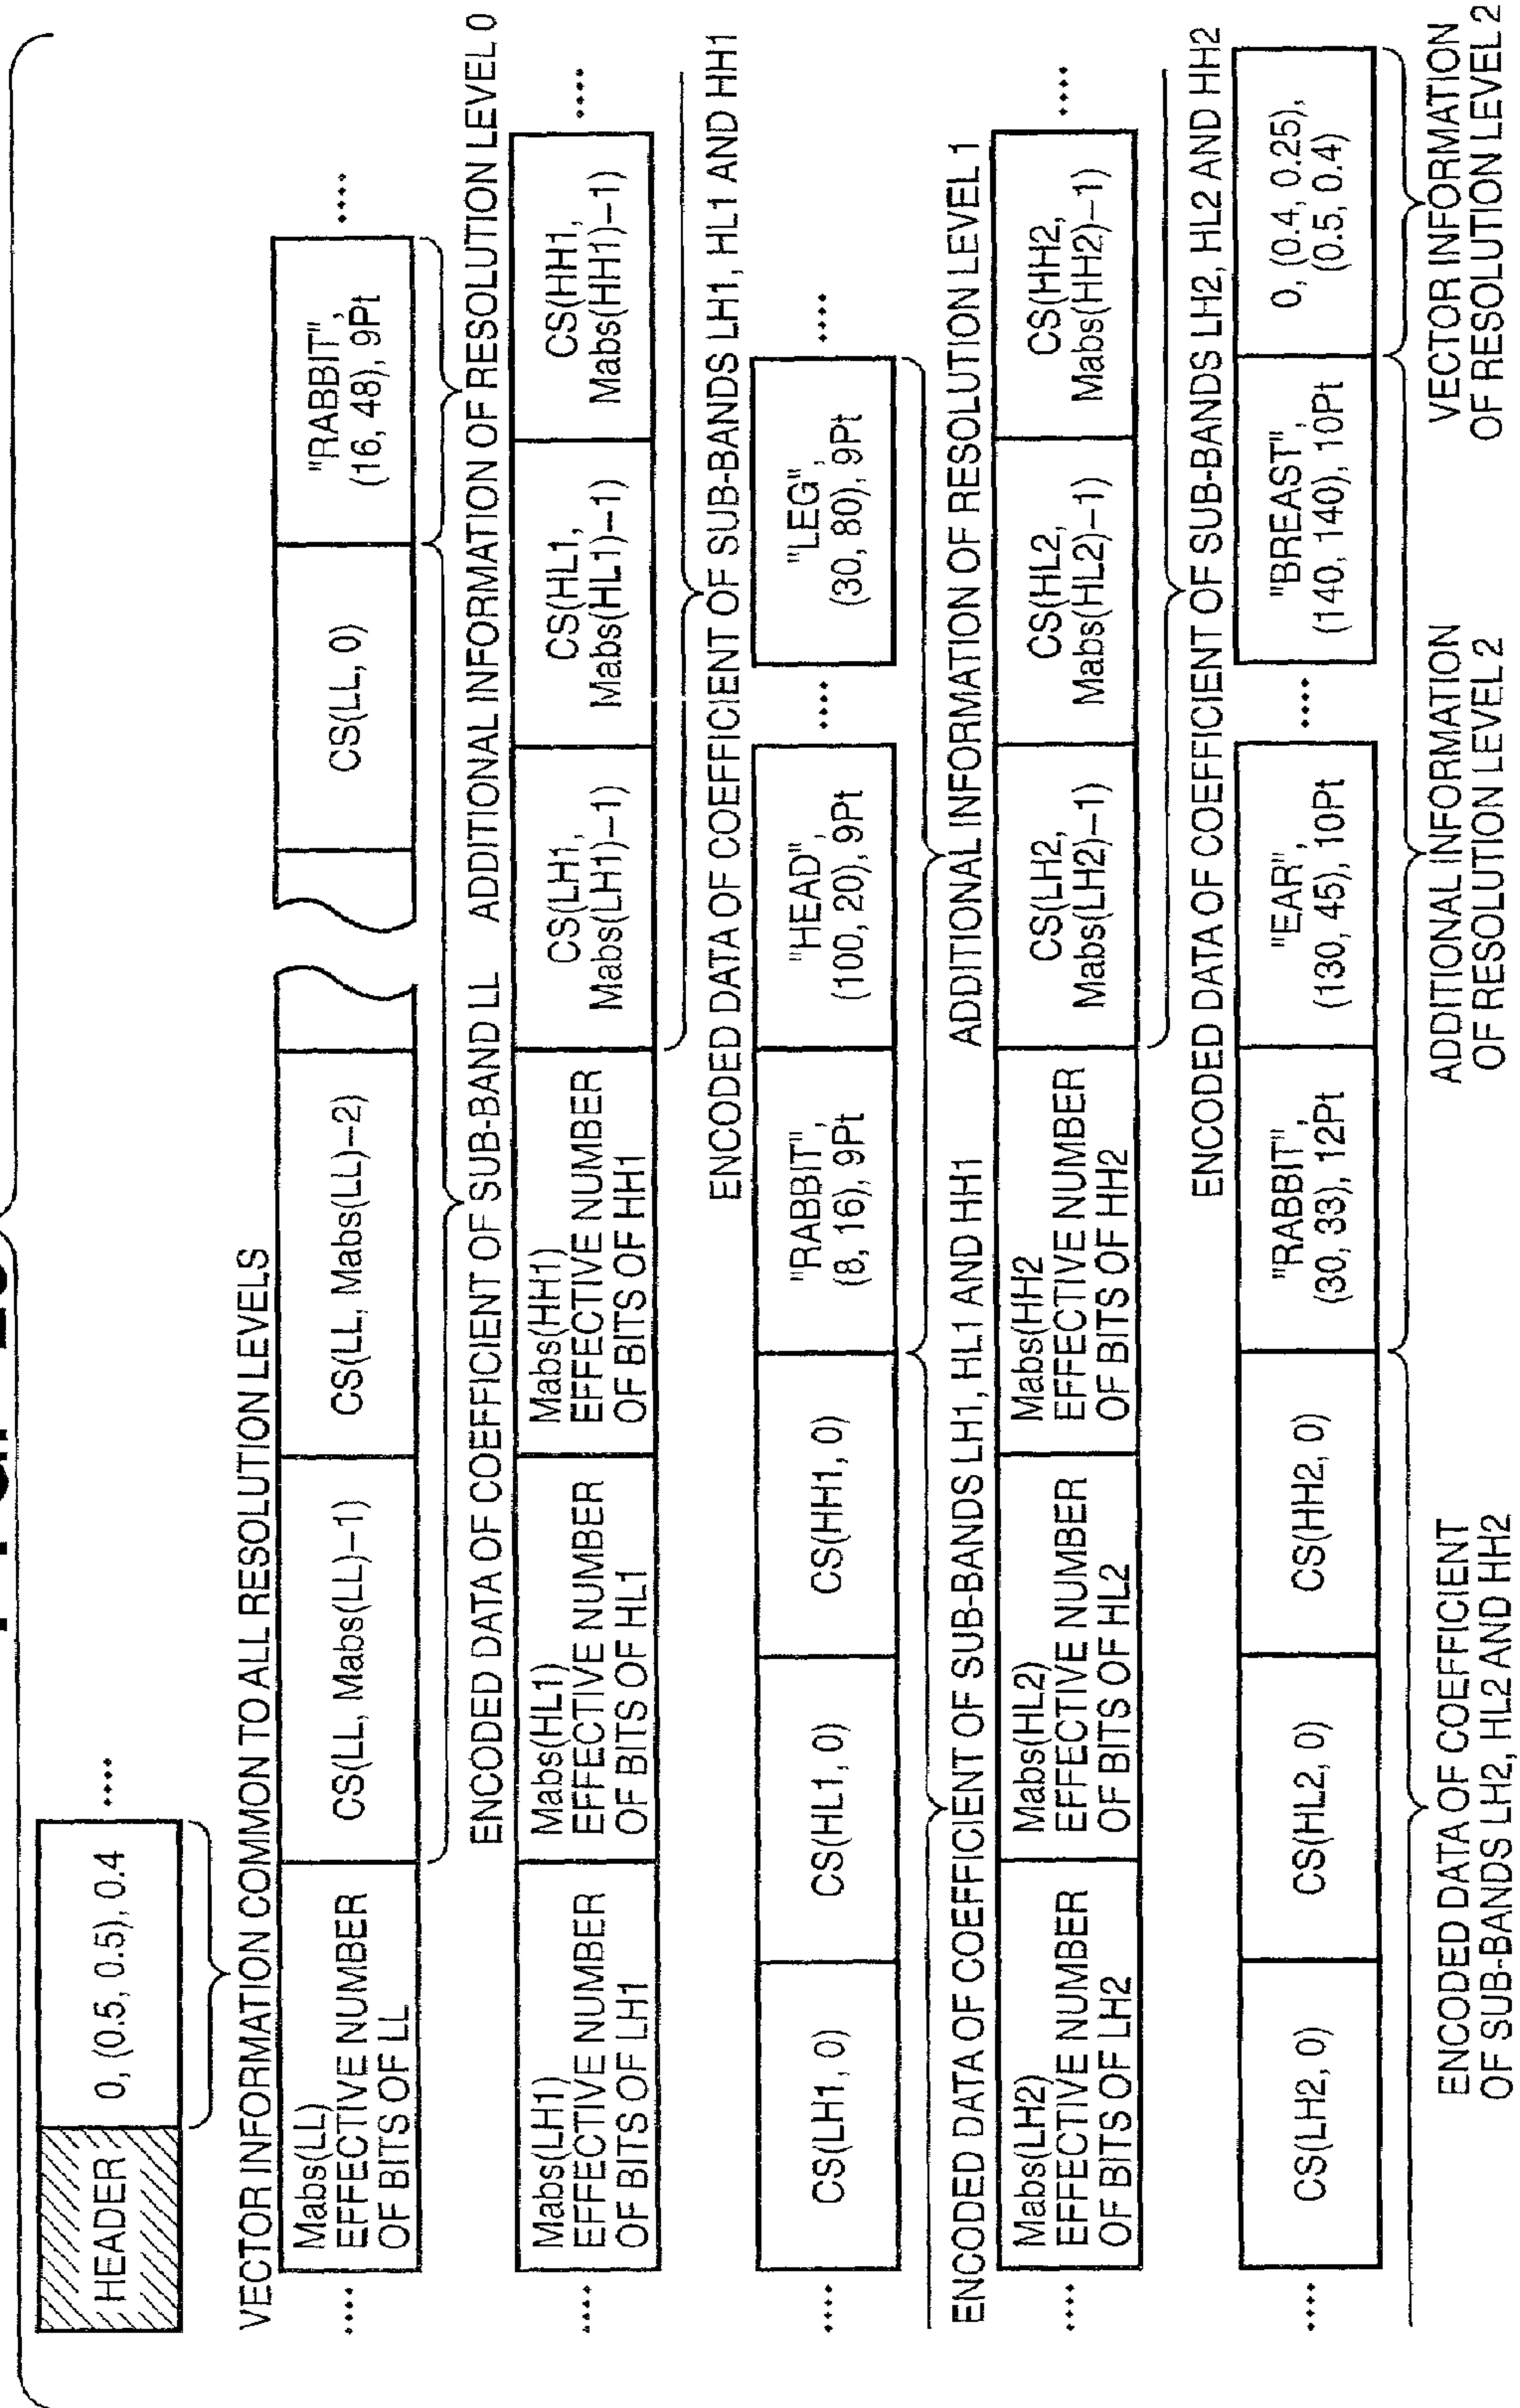 HEADER
0, (0.5, 0.5), 0.4
....
VECTOR INFORMATION COMMON TO ALL RESOLUTION LEVELS
....
Mabs(LL)
EFFECTIVE NUMBER
OF BITS OF LL
CS(LL, Mabs(LL)−1)
CS(LL, Mabs(LL)−2)
CS(LL, 0)
"RABBIT",
(16, 48), 9Pt
....
ENCODED DATA OF COEFFICIENT OF SUB-BAND LL
ADDITIONAL INFORMATION OF RESOLUTION LEVEL 0
....
Mabs(LH1)
EFFECTIVE NUMBER
OF BITS OF LH1
Mabs(HL1)
EFFECTIVE NUMBER
OF BITS OF HL1
Mabs(HH1)
EFFECTIVE NUMBER
OF BITS OF HH1
CS(LH1,
Mabs(LH1)−1)
CS(HL1,
Mabs(HL1)−1)
CS(HH1,
Mabs(HH1)−1)
....
ENCODED DATA OF COEFFICIENT OF SUB-BANDS LH1, HL1 AND HH1
....
CS(LH1, 0)
CS(HL1, 0)
CS(HH1, 0)
"RABBIT",
(8, 16), 9Pt
"HEAD",
(100, 20), 9Pt
....
"LEG",
(30, 80), 9Pt
....
ENCODED DATA OF COEFFICIENT OF SUB-BANDS LH1, HL1 AND HH1
ADDITIONAL INFORMATION OF RESOLUTION LEVEL 1
....
Mabs(LH2)
EFFECTIVE NUMBER
OF BITS OF LH2
Mabs(HL2)
EFFECTIVE NUMBER
OF BITS OF HL2
Mabs(HH2
EFFECTIVE NUMBER
OF BITS OF HH2
CS(LH2,
Mabs(LH2)−1)
CS(HL2,
Mabs(HL2)−1)
CS(HH2,
Mabs(HH2)−1)
....
ENCODED DATA OF COEFFICIENT OF SUB-BANDS LH2, HL2 AND HH2
....
CS(LH2, 0)
CS(HL2, 0)
CS(HH2, 0)
"RABBIT",
(30, 33), 12Pt
"EAR",
(130, 45), 10Pt
....
"BREAST",
(140, 140), 10Pt
0, (0.4, 0.25),
(0.5, 0.4)
ENCODED DATA OF COEFFICIENT
OF SUB-BANDS LH2, HL2 AND HH2
ADDITIONAL INFORMATION
OF RESOLUTION LEVEL 2
VECTOR INFORMATION
OF RESOLUTION LEVEL 2